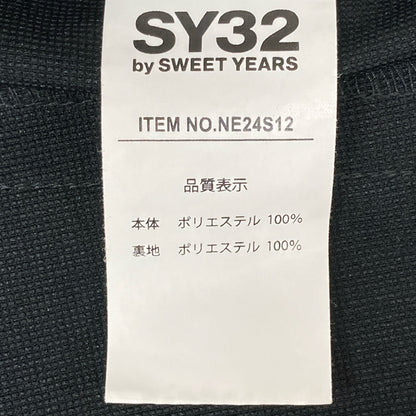 SY32
by SWEET YEARS
ITEM NO.NE24S12
品質表示
本体 ポリエステル 100%
裏地 ポリエステル 100%